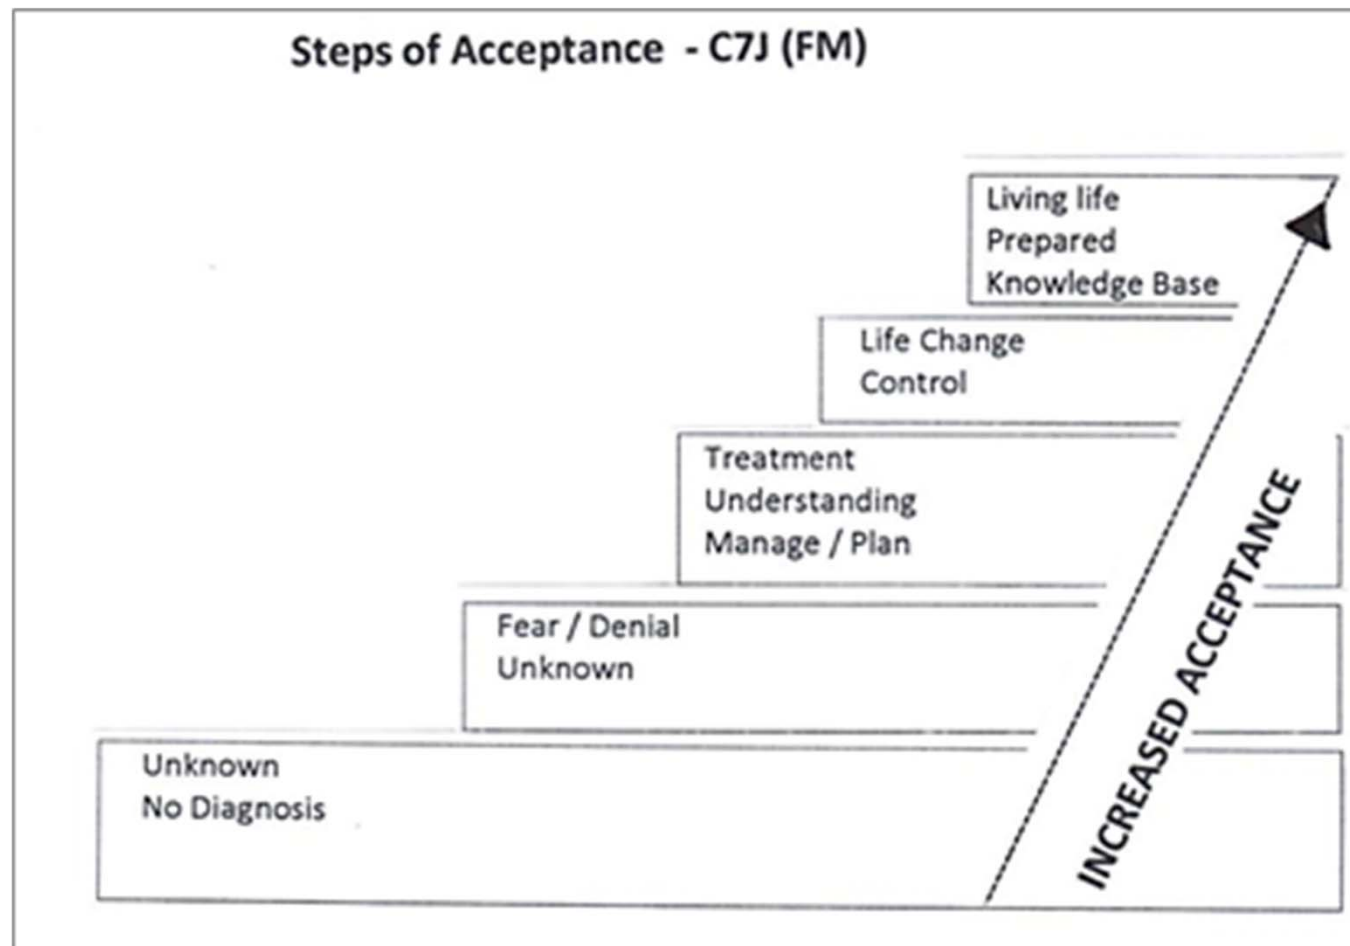 Steps of Acceptance - C7J (FM)
Living life
Prepared
Knowledge Base
Life Change
Control
Treatment
Understanding
Manage / Plan
Fear / Denial
Unknown
Unknown
No Diagnosis
INCREASED ACCEPTANCE